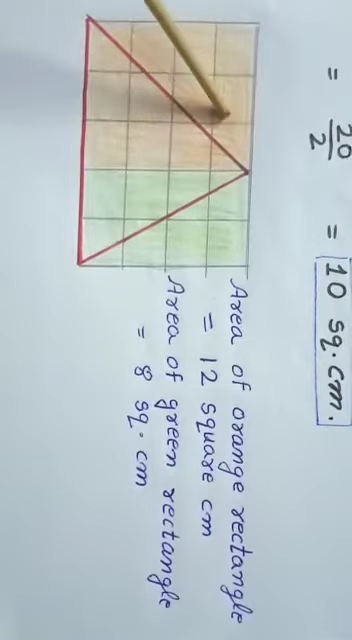 = 20/2 = 10 sq.cm.
Area of orange rectangle
= 12 square cm
Area of green rectangle
= 8 sq.cm